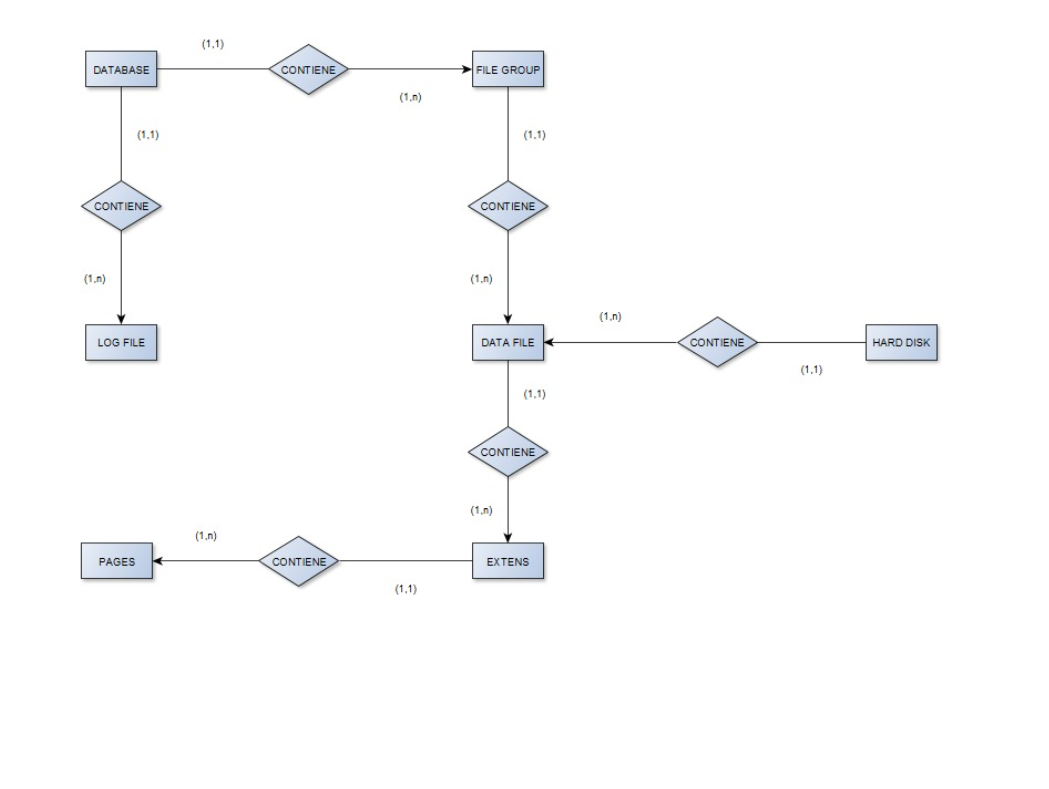 (1,1)
DATABASE
CONTIENE
FILE GROUP
(1,n)
(1,1)
(1,1)
CONTIENE
CONTIENE
(1,n)
(1,n)
(1,n)
LOG FILE
DATA FILE
CONTIENE
HARD DISK
(1,1)
(1,1)
CONTIENE
(1,n)
(1,n)
PAGES
CONTIENE
EXTENS
(1,1)